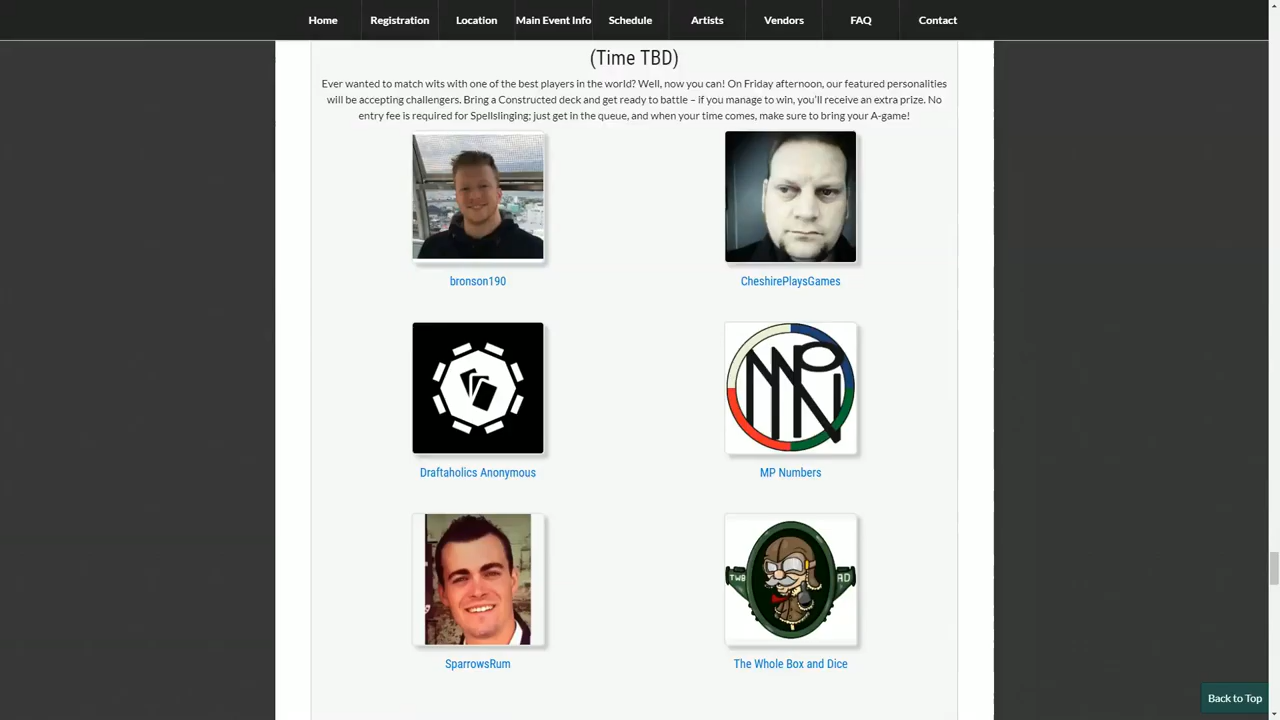 Home Registration Location Main Event Info Schedule Artists Vendors FAQ Contact
(Time TBD)
Ever wanted to match wits with one of the best players in the world? Well, now you can! On Friday afternoon, our featured personalities
will be accepting challengers. Bring a Constructed deck and get ready to battle – if you manage to win, you'll receive an extra prize. No
entry fee is required for Spellslinging; just get in the queue, and when your time comes, make sure to bring your A-game!
bronson190 CheshirePlaysGames
MPN
Draftaholics Anonymous MP Numbers
TWB AD
SparrowsRum The Whole Box and Dice
Back to Top